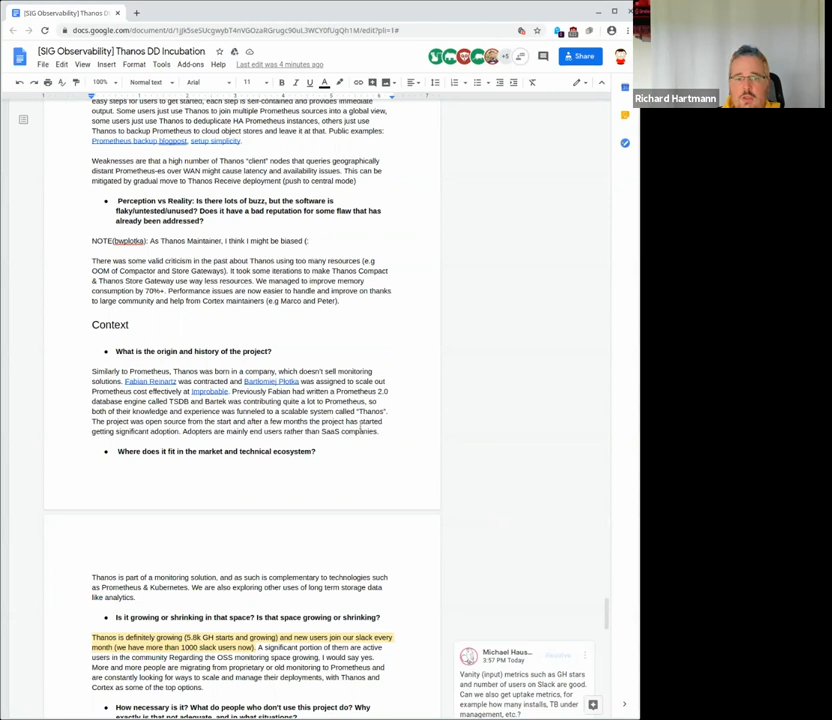 [SIG Observability] Thanos DD Incubation
docs.google.com/document/d/
File Edit View Insert Format Tools Add-ons Help Last edit was 4 minutes ago
+5
Share
100%
Normal text
Arial
11
Richard Hartmann
easy steps for users to get started, each step is self-contained and provides immediate
output. Some users just use Thanos to join multiple Prometheus sources into a global view,
some users just use Thanos to deduplicate HA Prometheus instances, others just use
Thanos to backup Prometheus to cloud object stores and leave it at that. Public examples:
Prometheus backup blogpost, setup simplicity.
Weaknesses are that a high number of Thanos "client" nodes that queries geographically
distant Prometheus-es over WAN might cause latency and availability issues. This can be
mitigated by gradual move to Thanos Receive deployment (push to central mode)
● Perception vs Reality: Is there lots of buzz, but the software is
flaky/untested/unused? Does it have a bad reputation for some flaw that has
already been addressed?
NOTE(bwplotka): As Thanos Maintainer, I think I might be biased (:
There was some valid criticism in the past about Thanos using too many resources (e.g
OOM of Compactor and Store Gateways). It took some iterations to make Thanos Compact
& Thanos Store Gateway use way less resources. We managed to improve memory
consumption by 70%+. Performance issues are now easier to handle and improve on thanks
to large community and help from Cortex maintainers (e.g Marco and Peter).
Context
● What is the origin and history of the project?
Similarly to Prometheus, Thanos was born in a company, which doesn't sell monitoring
solutions. Fabian Reinartz was contracted and Bartłomiej Płotka was assigned to scale out
Prometheus cost effectively at Improbable. Previously Fabian had written a Prometheus 2.0
database engine called TSDB and Bartek was contributing quite a lot to Prometheus, so
both of their knowledge and experience was funneled to a scalable system called "Thanos".
The project was open source from the start and after a few months the project has started
getting significant adoption. Adopters are mainly end users rather than SaaS companies.
● Where does it fit in the market and technical ecosystem?
Thanos is part of a monitoring solution, and as such is complementary to technologies such
as Prometheus & Kubernetes. We are also exploring other uses of long term storage data
like analytics.
● Is it growing or shrinking in that space? Is that space growing or shrinking?
Thanos is definitely growing (5.8k GH starts and growing) and new users join our slack every
month (we have more than 1000 slack users now). A significant portion of them are active
users in the community Regarding the OSS monitoring space growing, I would say yes.
More and more people are migrating from proprietary or old monitoring to Prometheus and
are constantly looking for ways to scale and manage their deployments, with Thanos and
Cortex as some of the top options.
● How necessary is it? What do people who don't use this project do? Why
exactly is that not adequate, and in what situations?
Michael Haus...
3:57 PM Today
Vanity (input) metrics such as GH stars
and number of users on Slack are good.
Can we also get uptake metrics, for
example how many installs, TB under
management, etc.?